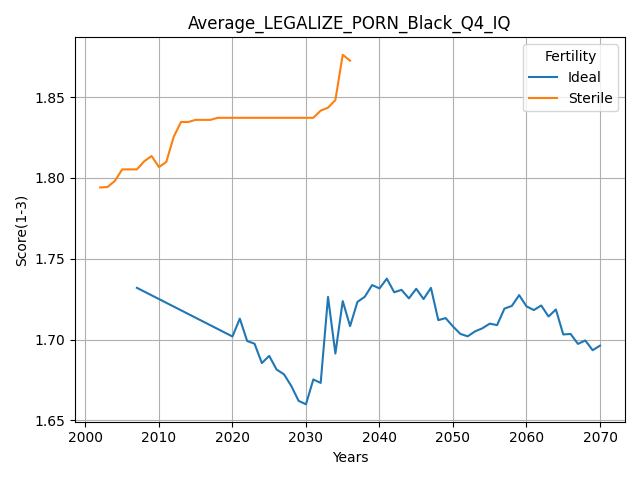 Average_LEGALIZE_PORN_Black_Q4_IQ
Fertility
Ideal
Sterile
Score(1-3)
1.85
1.80
1.75
1.70
1.65
2000 2010 2020 2030 2040 2050 2060 2070
Years